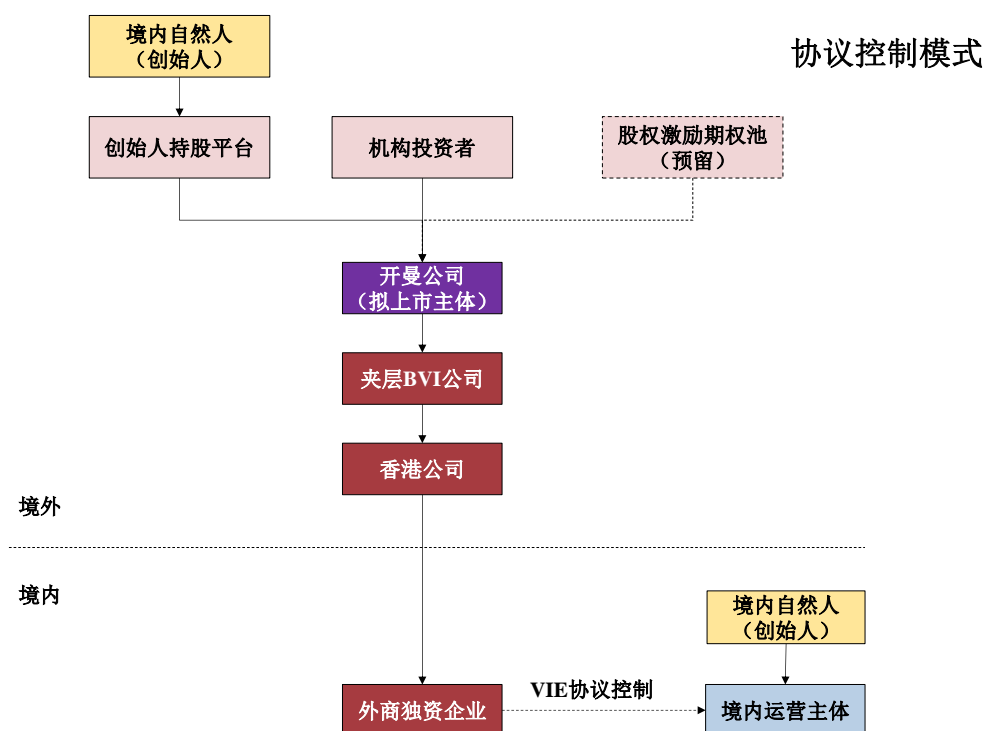 境内自然人
（创始人）
协议控制模式
创始人持股平台
机构投资者
股权激励期权池
（预留）
开曼公司
（拟上市主体）
夹层BVI公司
香港公司
境外
境内
境内自然人
（创始人）
外商独资企业
VIE协议控制
境内运营主体